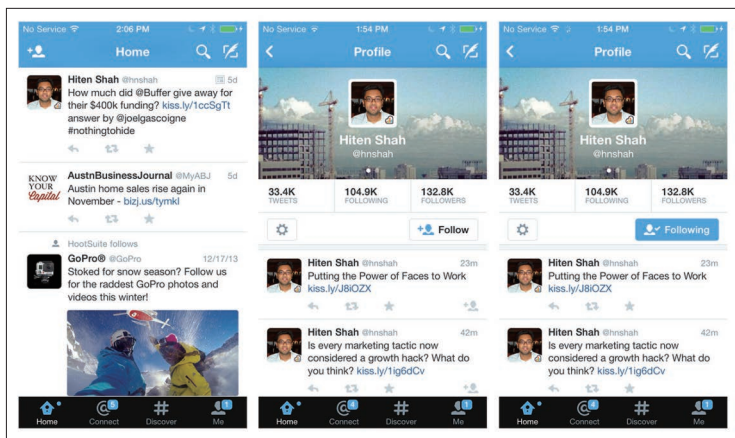 No Service 2:06 PM
Home
Hiten Shah @hnshah 5d
How much did @Buffer give away for
their $400k funding? kiss.ly/1ccSgTt
answer by @joelgascoigne
#nothingtohide
KNOW
YOUR
Capital
AustnBusinessJournal @MyABJ 5d
Austin home sales rise again in
November - bizj.us/tymkl
HootSuite follows
GoPro® @GoPro 12/17/13
Stoked for snow season? Follow us
for the raddest GoPro photos and
videos this winter!
Home
5
Connect
Discover
1
Me
No Service 1:54 PM
Profile
Hiten Shah
@hnshah
33.4K 104.9K 132.8K
TWEETS FOLLOWING FOLLOWERS
Follow
Hiten Shah @hnshah 23m
Putting the Power of Faces to Work
kiss.ly/J8iOZX
Hiten Shah @hnshah 42m
Is every marketing tactic now
considered a growth hack? What do
you think? kiss.ly/1ig6dCv
Home
4
Connect
Discover
1
Me
No Service 1:54 PM
Profile
Hiten Shah
@hnshah
33.4K 104.9K 132.8K
TWEETS FOLLOWING FOLLOWERS
Following
Hiten Shah @hnshah 23m
Putting the Power of Faces to Work
kiss.ly/J8iOZX
Hiten Shah @hnshah 42m
Is every marketing tactic now
considered a growth hack? What do
you think? kiss.ly/1ig6dCv
Home
4
Connect
Discover
1
Me